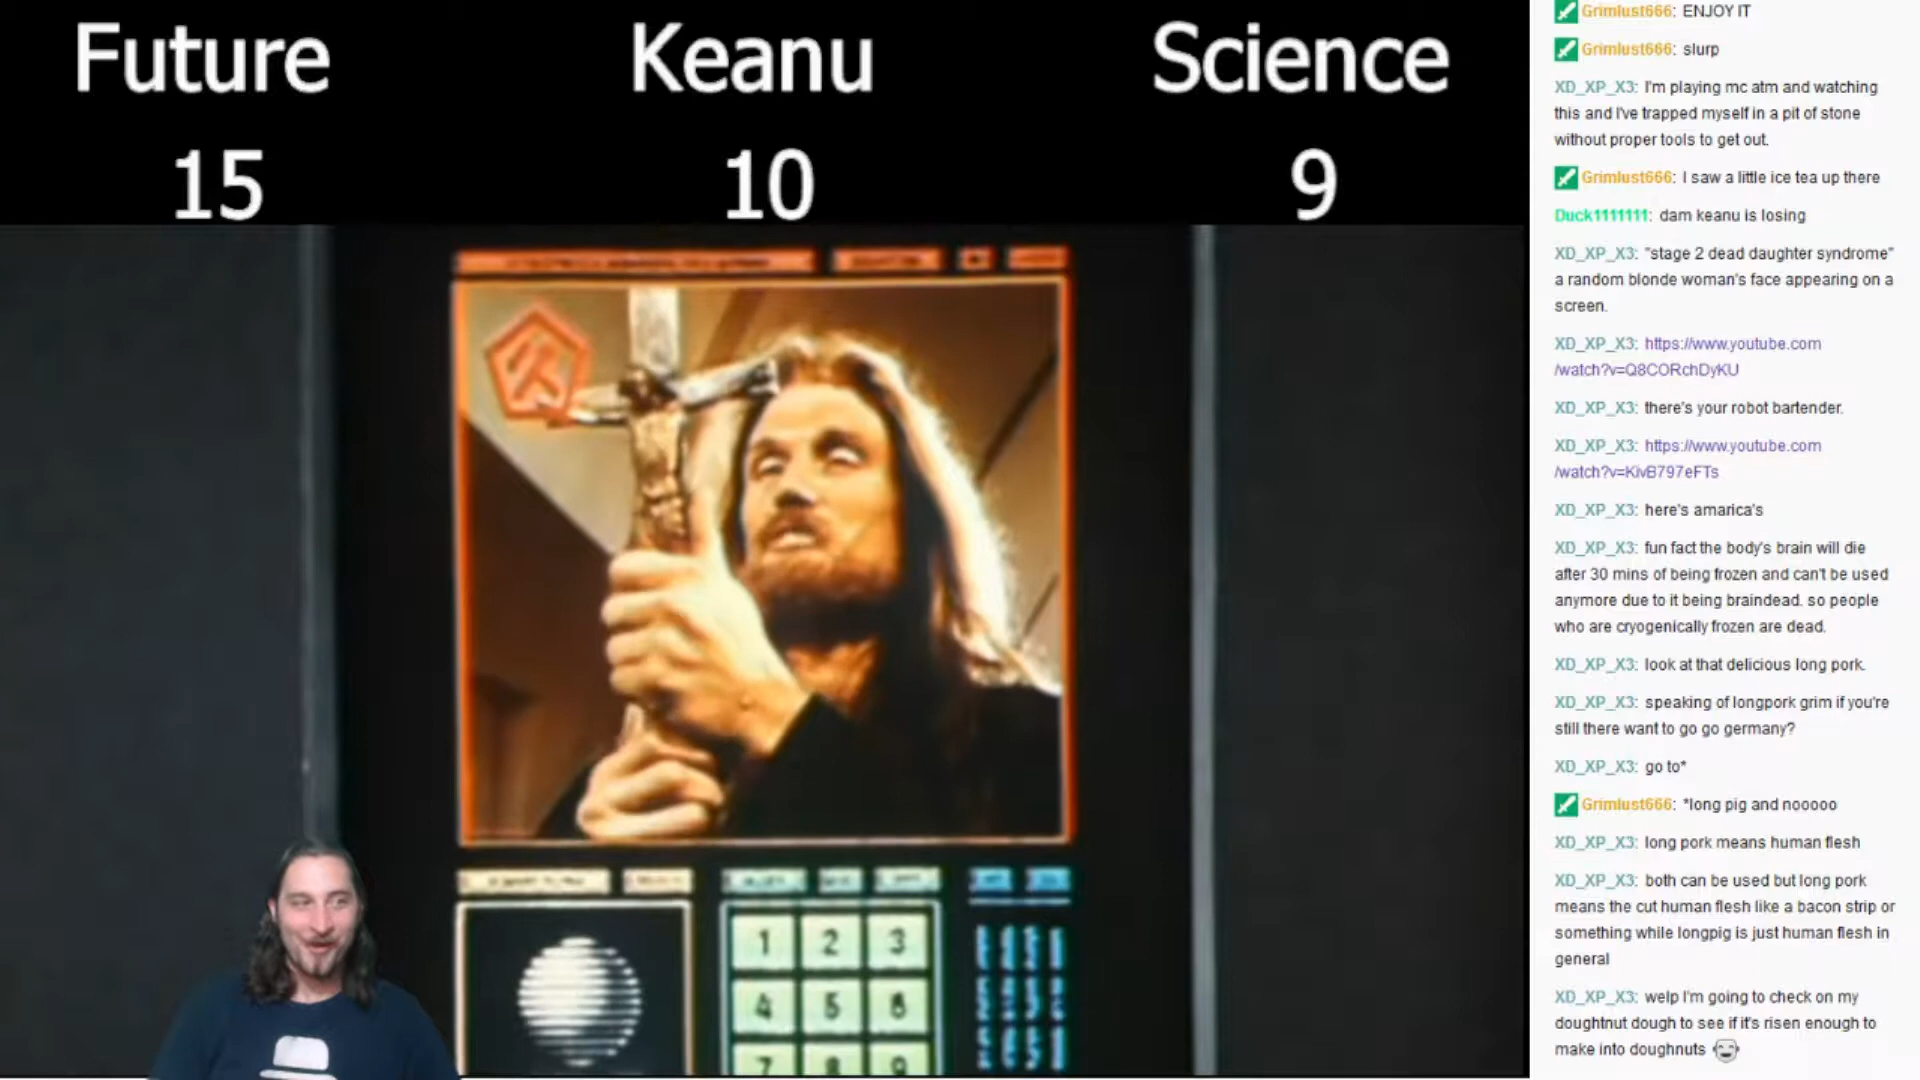 Future
Keanu
Science
15
10
9
1
2
3
4
5
6
7
8
9
Grimlust666: ENJOY IT
Grimlust666: slurp
XD_XP_X3: I'm playing mc atm and watching
this and I've trapped myself in a pit of stone
without proper tools to get out.
Grimlust666: I saw a little ice tea up there
Duck1111111: dam keanu is losing
XD_XP_X3: "stage 2 dead daughter syndrome"
a random blonde woman's face appearing on a
screen.
XD_XP_X3: https://www.youtube.com
/watch?v=Q8CORchDyKU
XD_XP_X3: there's your robot bartender.
XD_XP_X3: https://www.youtube.com
/watch?v=KivB797eFTs
XD_XP_X3: here's amarica's
XD_XP_X3: fun fact the body's brain will die
after 30 mins of being frozen and can't be used
anymore due to it being braindead. so people
who are cryogenically frozen are dead.
XD_XP_X3: look at that delicious long pork.
XD_XP_X3: speaking of longpork grim if you're
still there want to go go germany?
XD_XP_X3: go to*
Grimlust666: *long pig and nooooo
XD_XP_X3: long pork means human flesh
XD_XP_X3: both can be used but long pork
means the cut human flesh like a bacon strip or
something while longpig is just human flesh in
general
XD_XP_X3: welp I'm going to check on my
doughtnut dough to see if it's risen enough to
make into doughnuts